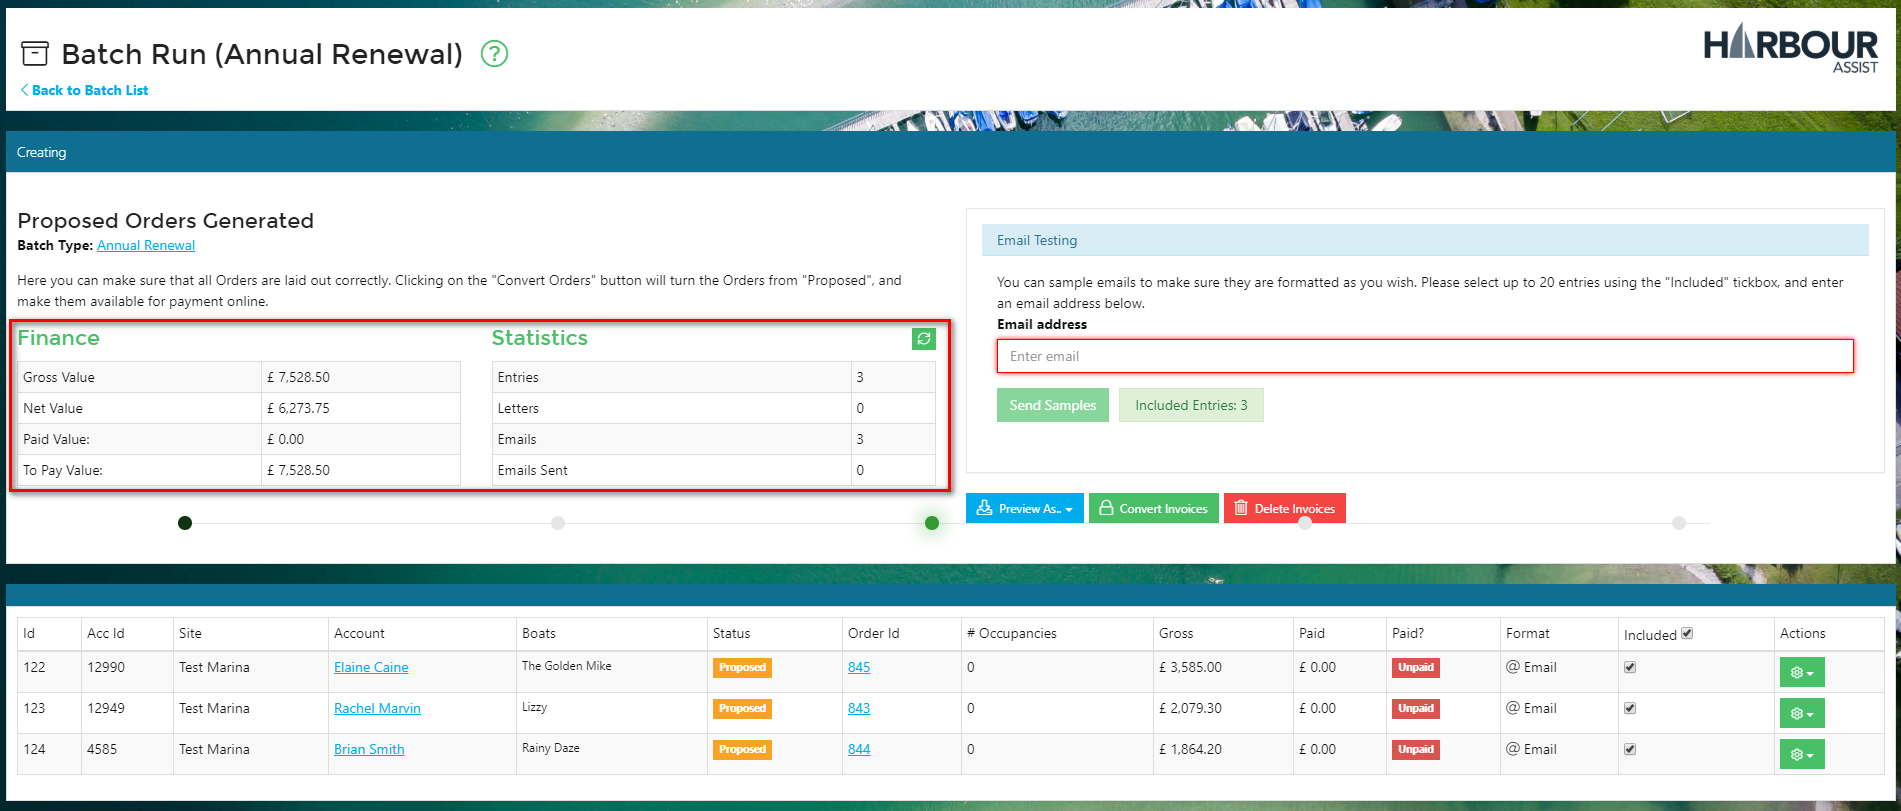 Batch Run (Annual Renewal) ?
Back to Batch List
HARBOUR
ASSIST
Creating
Proposed Orders Generated
Batch Type: Annual Renewal
Here you can make sure that all Orders are laid out correctly. Clicking on the "Convert Orders" button will turn the Orders from "Proposed", and
make them available for payment online.
Finance
Gross Value £ 7,528.50
Net Value £ 6,273.75
Paid Value: £ 0.00
To Pay Value: £ 7,528.50
Statistics
Entries 3
Letters 0
Emails 3
Emails Sent 0
Email Testing
You can sample emails to make sure they are formatted as you wish. Please select up to 20 entries using the "Included" tickbox, and enter
an email address below.
Email address
Enter email
Send Samples Included Entries: 3
Preview As.. Convert Invoices Delete Invoices
Id Acc Id Site Account Boats Status Order Id # Occupancies Gross Paid Paid? Format Included Actions
122 12990 Test Marina Elaine Caine The Golden Mike Proposed 845 0 £ 3,585.00 £ 0.00 Unpaid @ Email
123 12949 Test Marina Rachel Marvin Lizzy Proposed 843 0 £ 2,079.30 £ 0.00 Unpaid @ Email
124 4585 Test Marina Brian Smith Rainy Daze Proposed 844 0 £ 1,864.20 £ 0.00 Unpaid @ Email